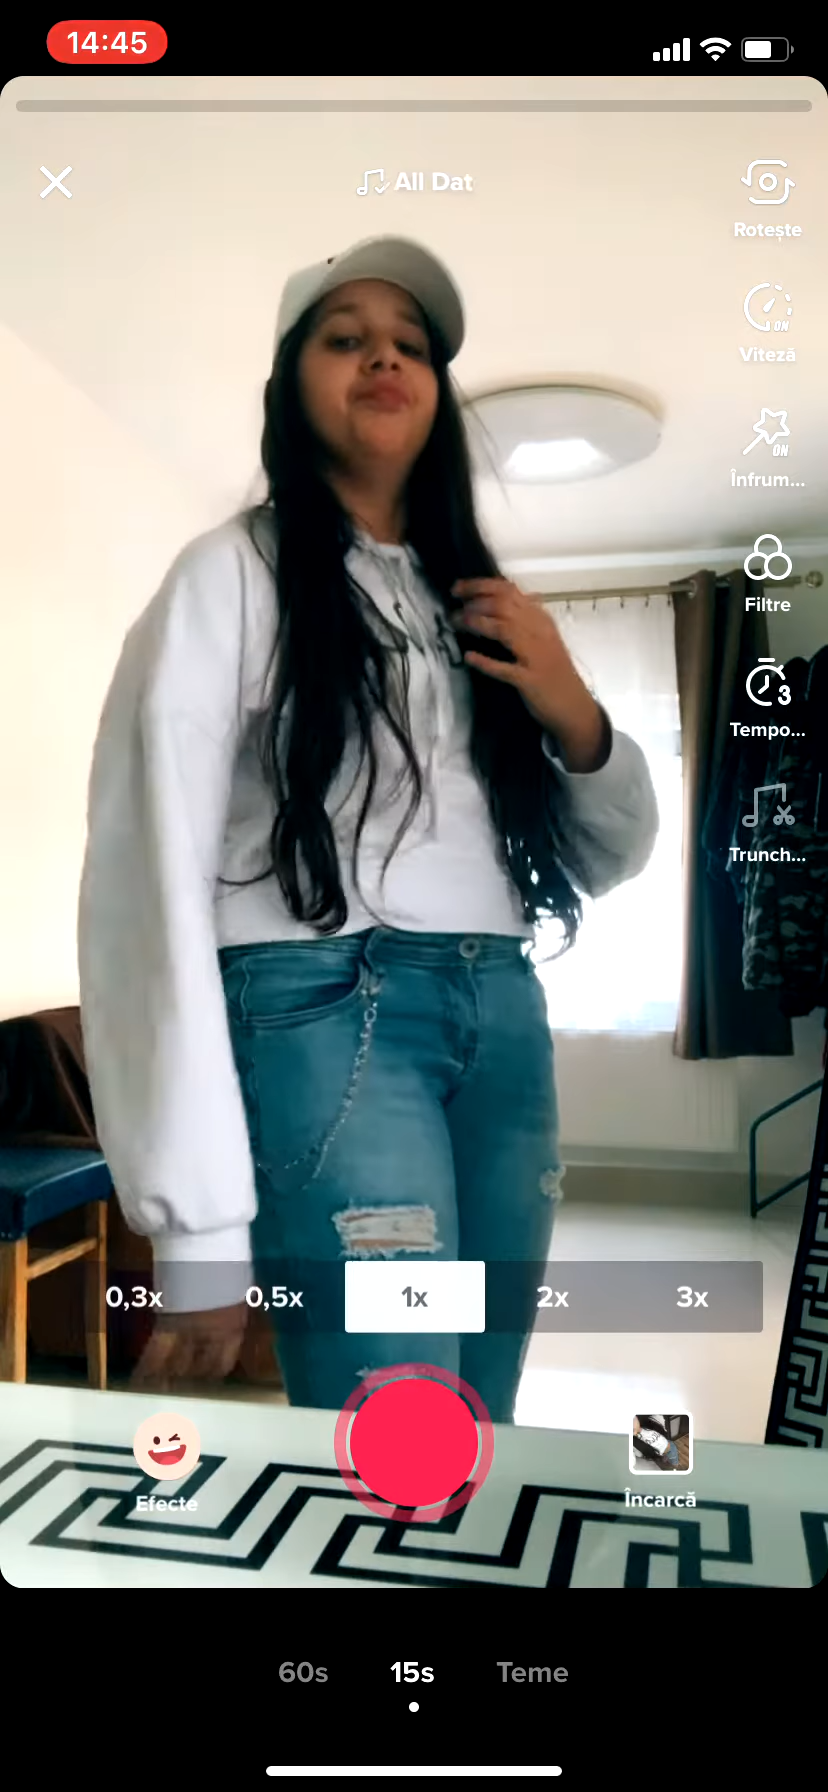 14:45
All Dat
Rotește
ON
Viteză
ON
Înfrum...
Filtre
3
Tempo...
Trunch...
0,3x 0,5x 1x 2x 3x
Efecte
Încarcă
60s 15s Teme